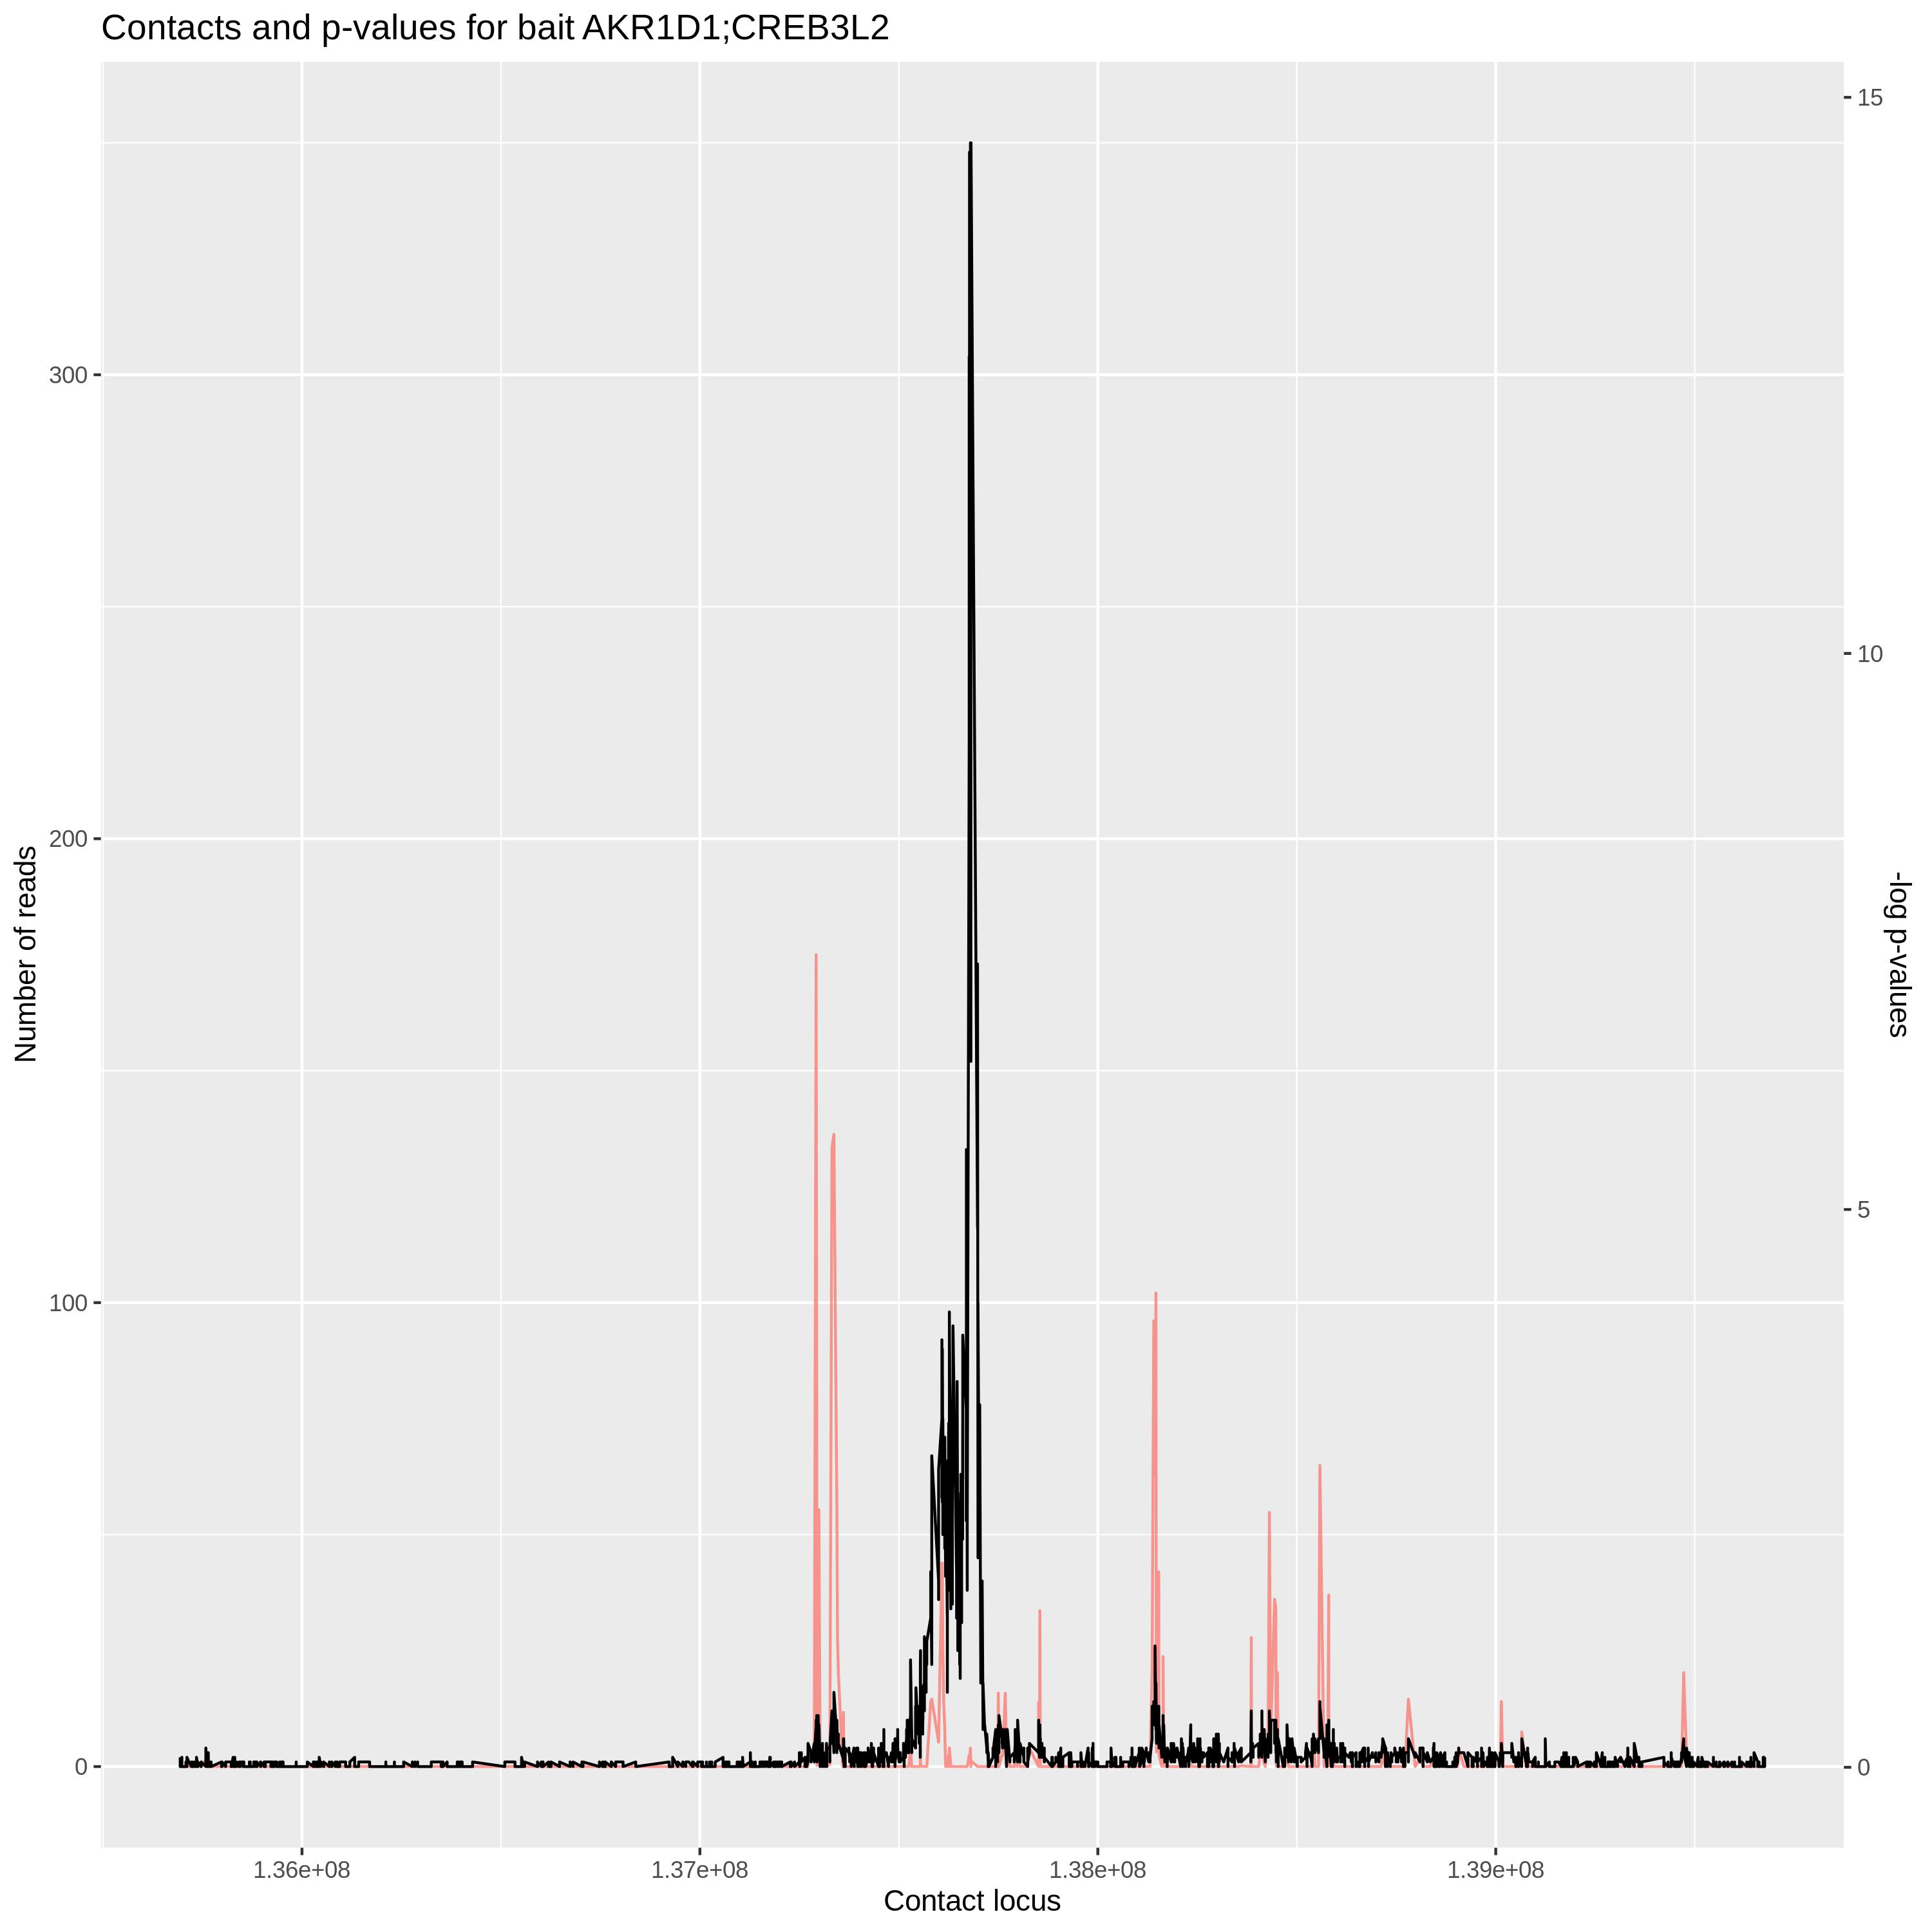 Contacts and p-values for bait AKR1D1;CREB3L2
Number of reads
300
200
100
0
15
10
5
0
-log p-values
1.36e+08 1.37e+08 1.38e+08 1.39e+08
Contact locus